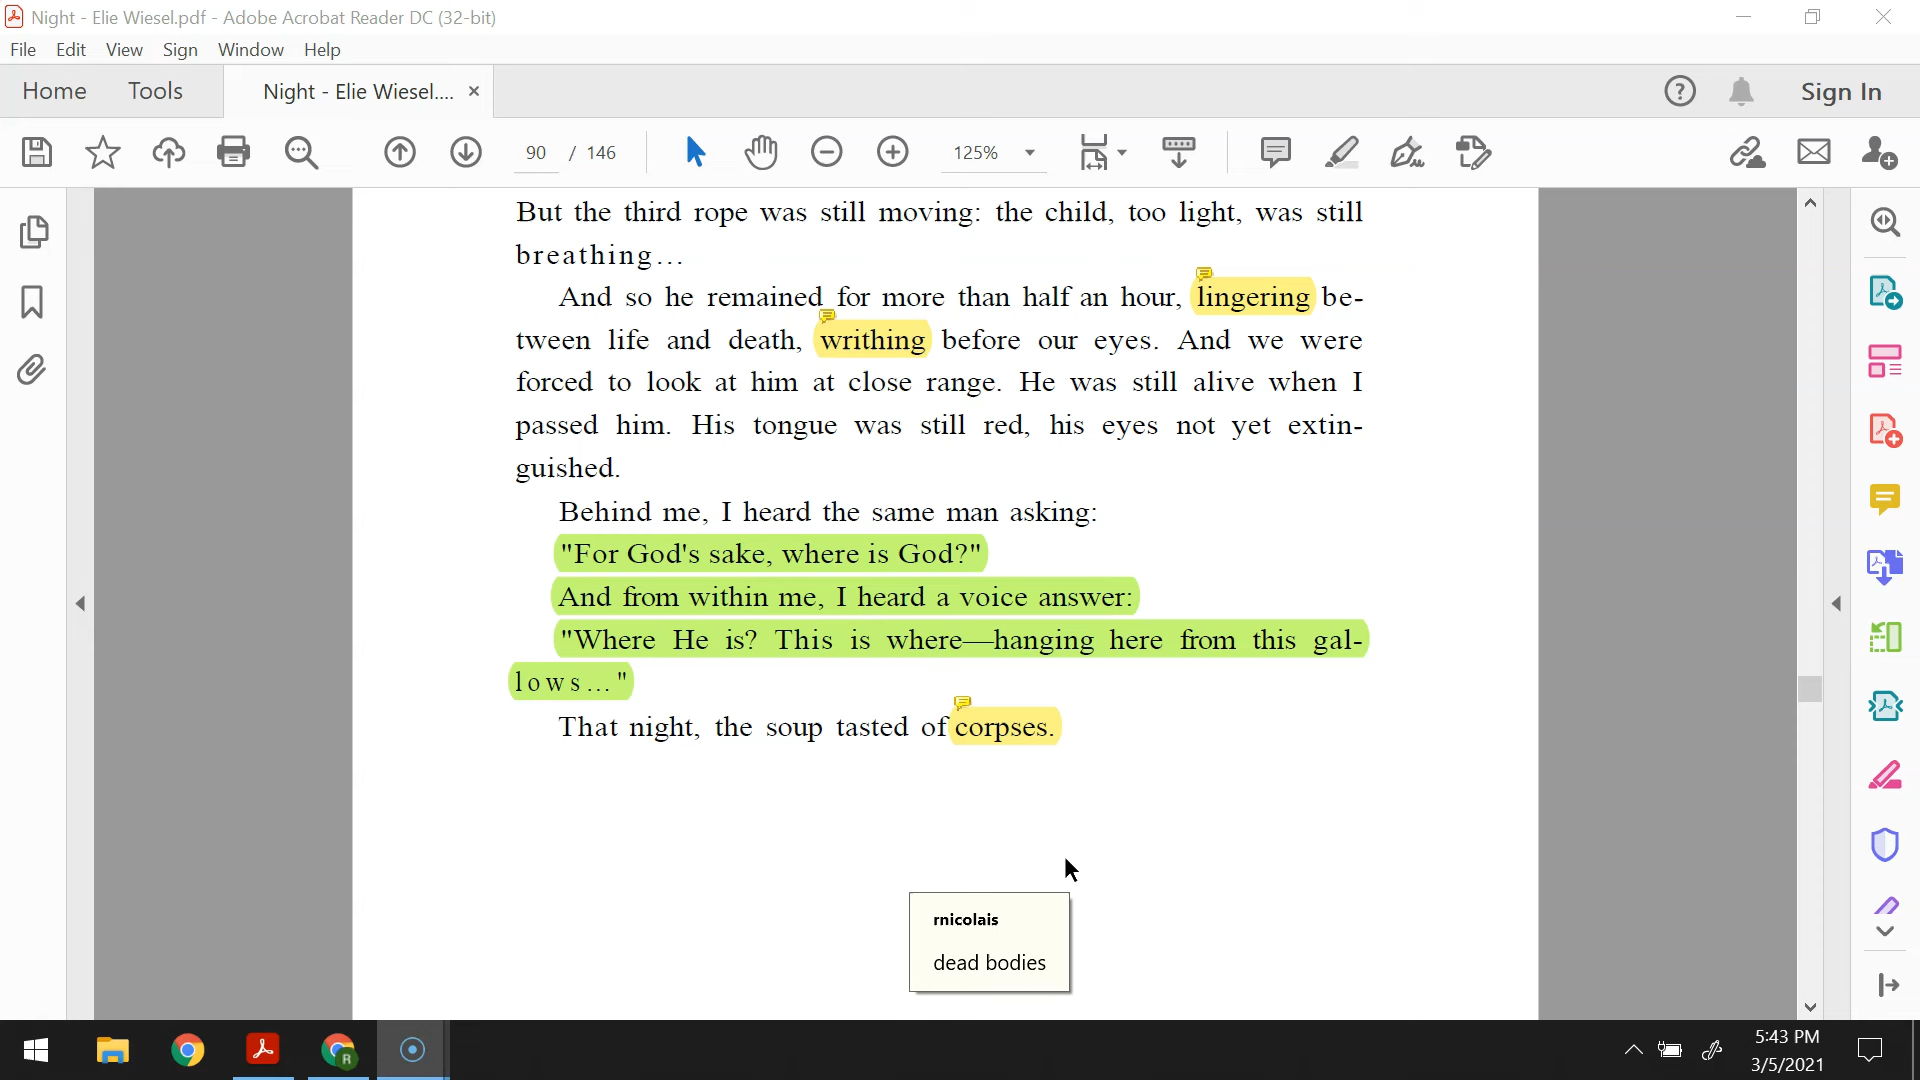 Night - Elie Wiesel.pdf - Adobe Acrobat Reader DC (32-bit)
File Edit View Sign Window Help
Home Tools Night - Elie Wiesel.... × Sign In
90 / 146 125%
But the third rope was still moving: the child, too light, was still
breathing...
And so he remained for more than half an hour, lingering be-
tween life and death, writhing before our eyes. And we were
forced to look at him at close range. He was still alive when I
passed him. His tongue was still red, his eyes not yet extin-
guished.
Behind me, I heard the same man asking:
"For God's sake, where is God?"
And from within me, I heard a voice answer:
"Where He is? This is where—hanging here from this gal-
lows..."
That night, the soup tasted of corpses.
rnicolais
dead bodies
R
5:43 PM
3/5/2021